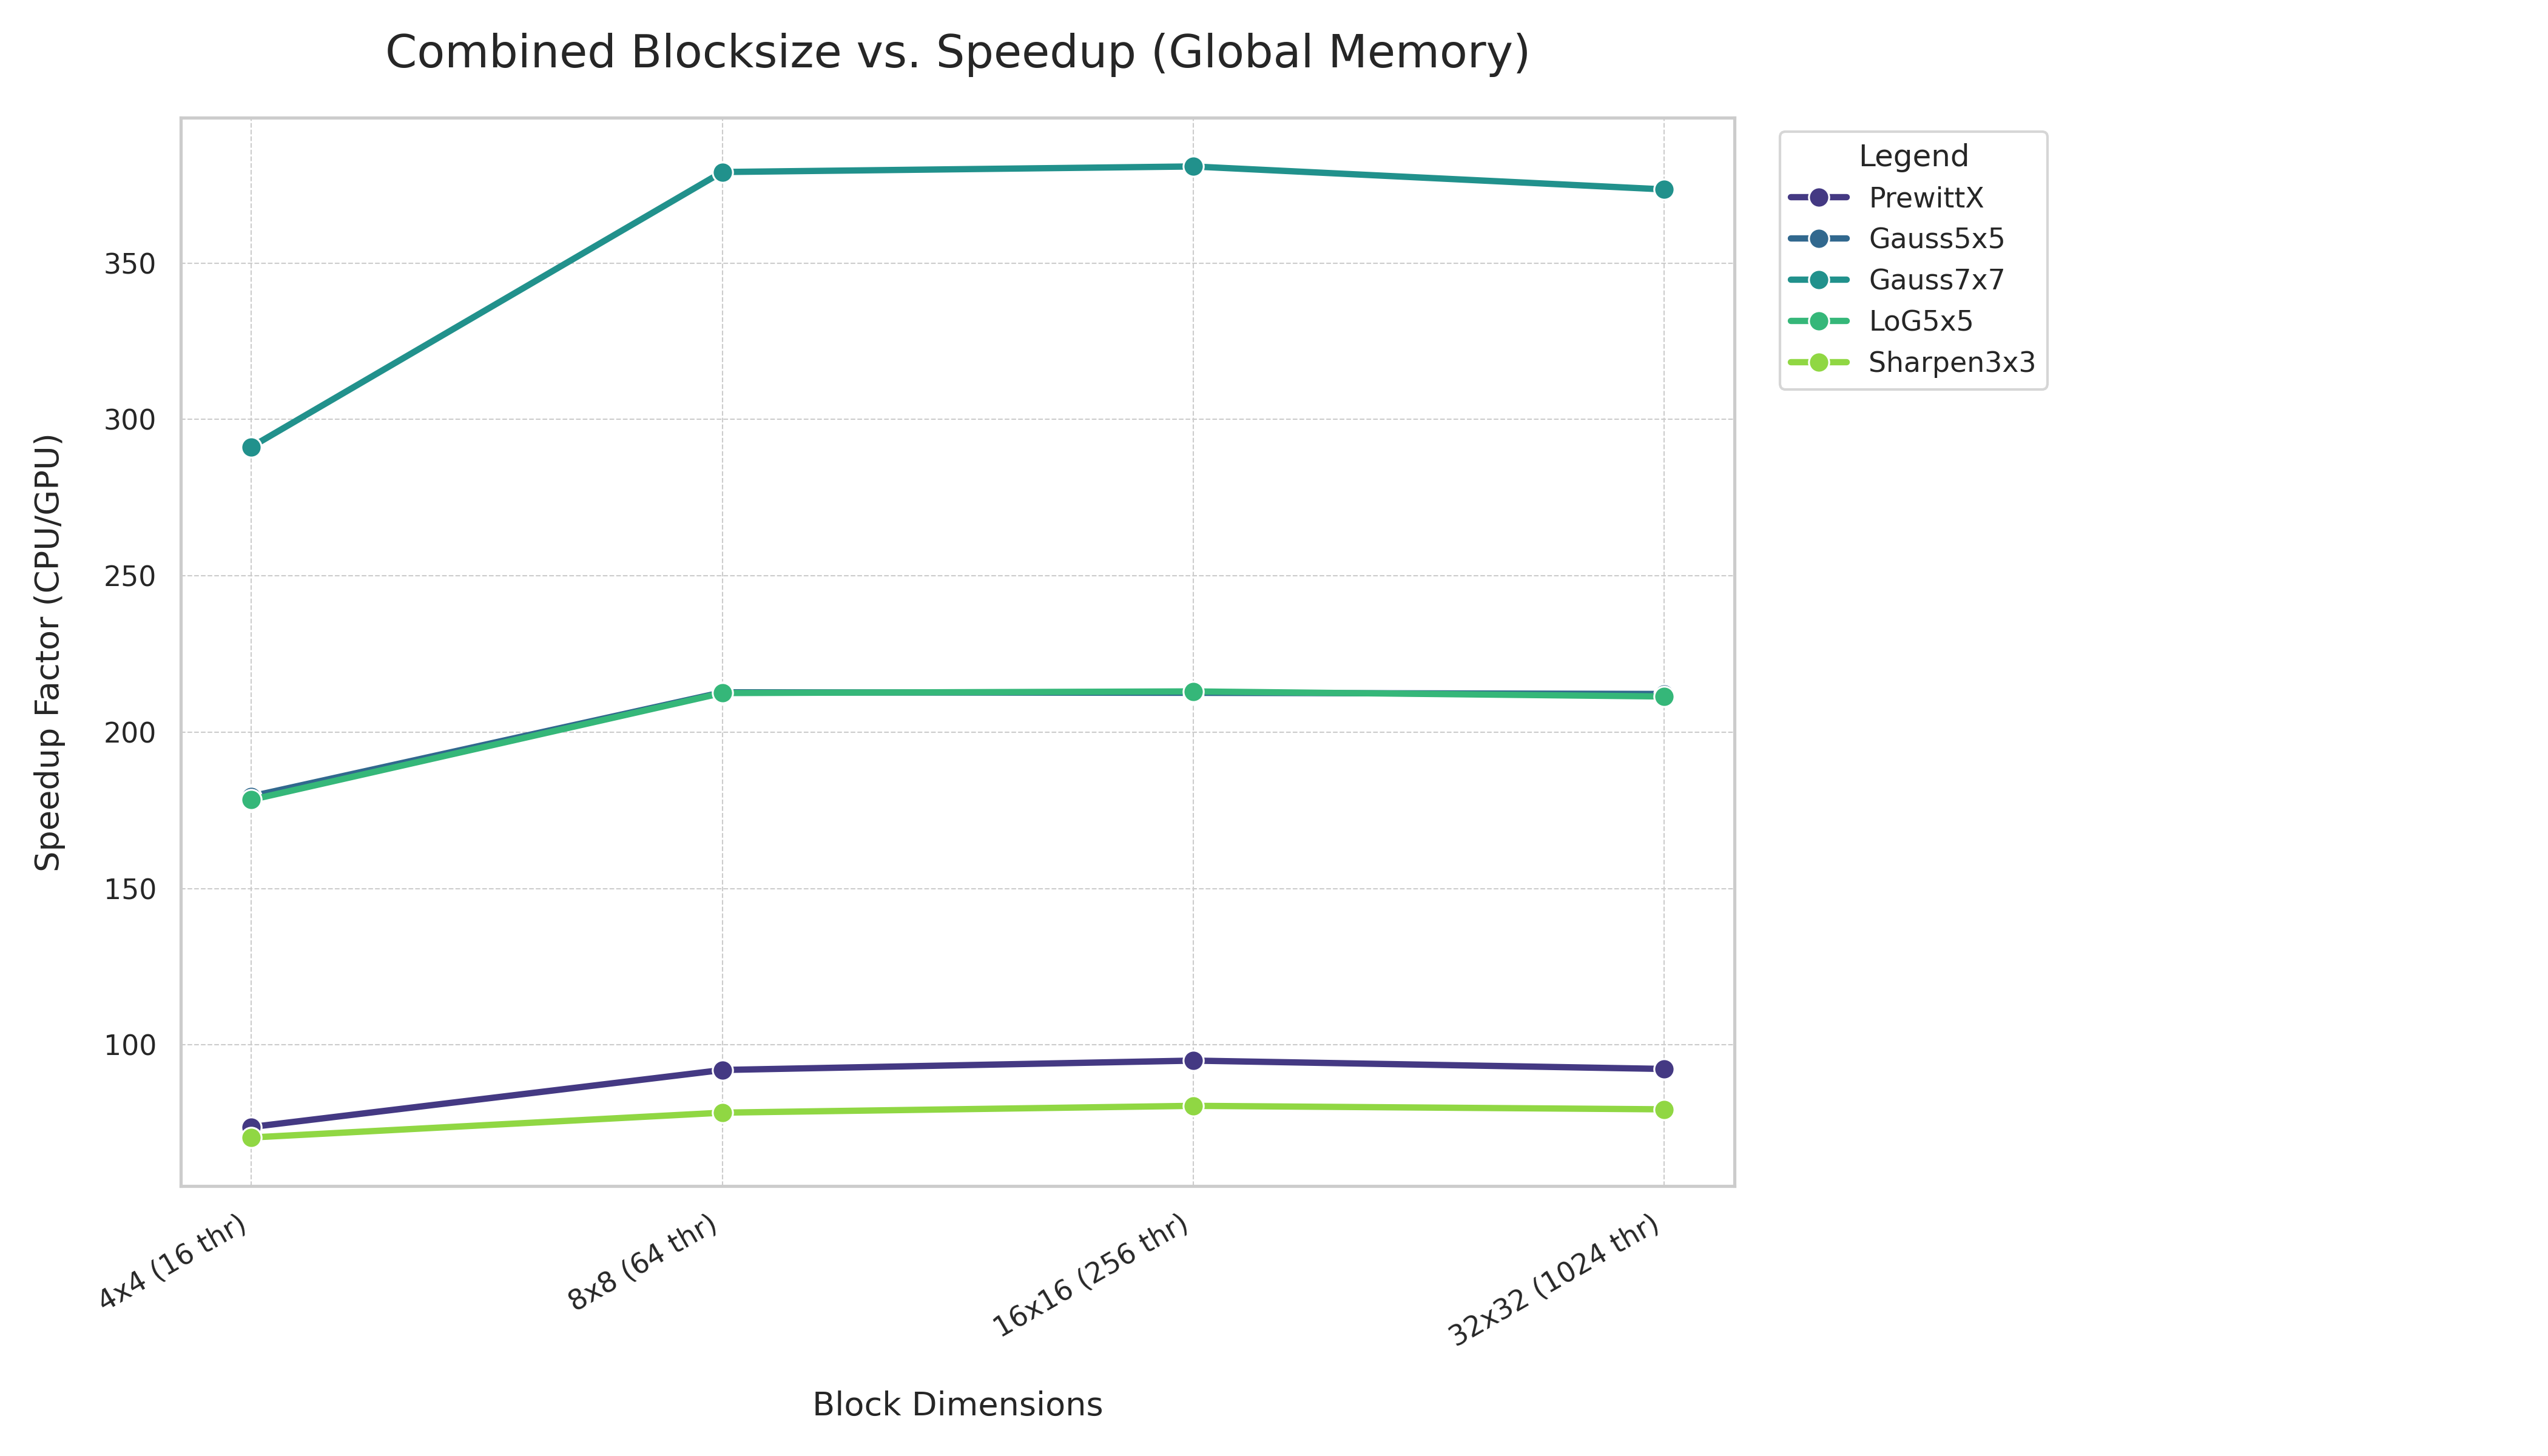 Combined Blocksize vs. Speedup (Global Memory)
Speedup Factor (CPU/GPU)
350
300
250
200
150
100
4x4 (16 thr)
8x8 (64 thr)
16x16 (256 thr)
32x32 (1024 thr)
Block Dimensions
Legend
PrewittX
Gauss5x5
Gauss7x7
LoG5x5
Sharpen3x3